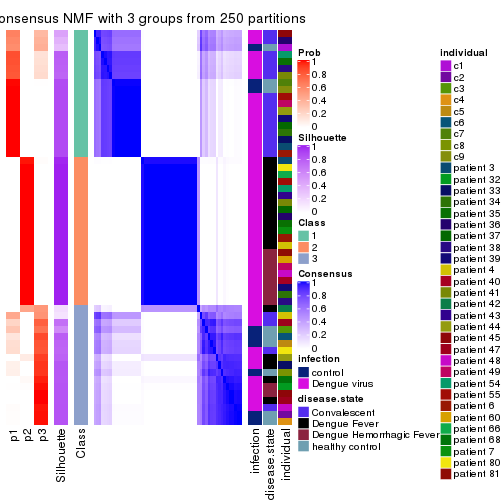 onsensus NMF with 3 groups from 250 partitions
p1
p2
p3
Silhouette
Class
infection
disease.state
individual
Prob
1
0.8
0.6
0.4
0.2
0
Silhouette
1
0.8
0.6
0.4
0.2
0
Class
1
2
3
Consensus
1
0.8
0.6
0.4
0.2
0
infection
control
Dengue virus
disease.state
Convalescent
Dengue Fever
Dengue Hemorrhagic Fever
healthy control
individual
c1
c2
c3
c4
c5
c6
c7
c8
c9
patient 3
patient 32
patient 33
patient 34
patient 35
patient 36
patient 37
patient 38
patient 39
patient 4
patient 40
patient 41
patient 42
patient 43
patient 44
patient 45
patient 47
patient 48
patient 49
patient 54
patient 55
patient 6
patient 60
patient 66
patient 68
patient 7
patient 80
patient 81